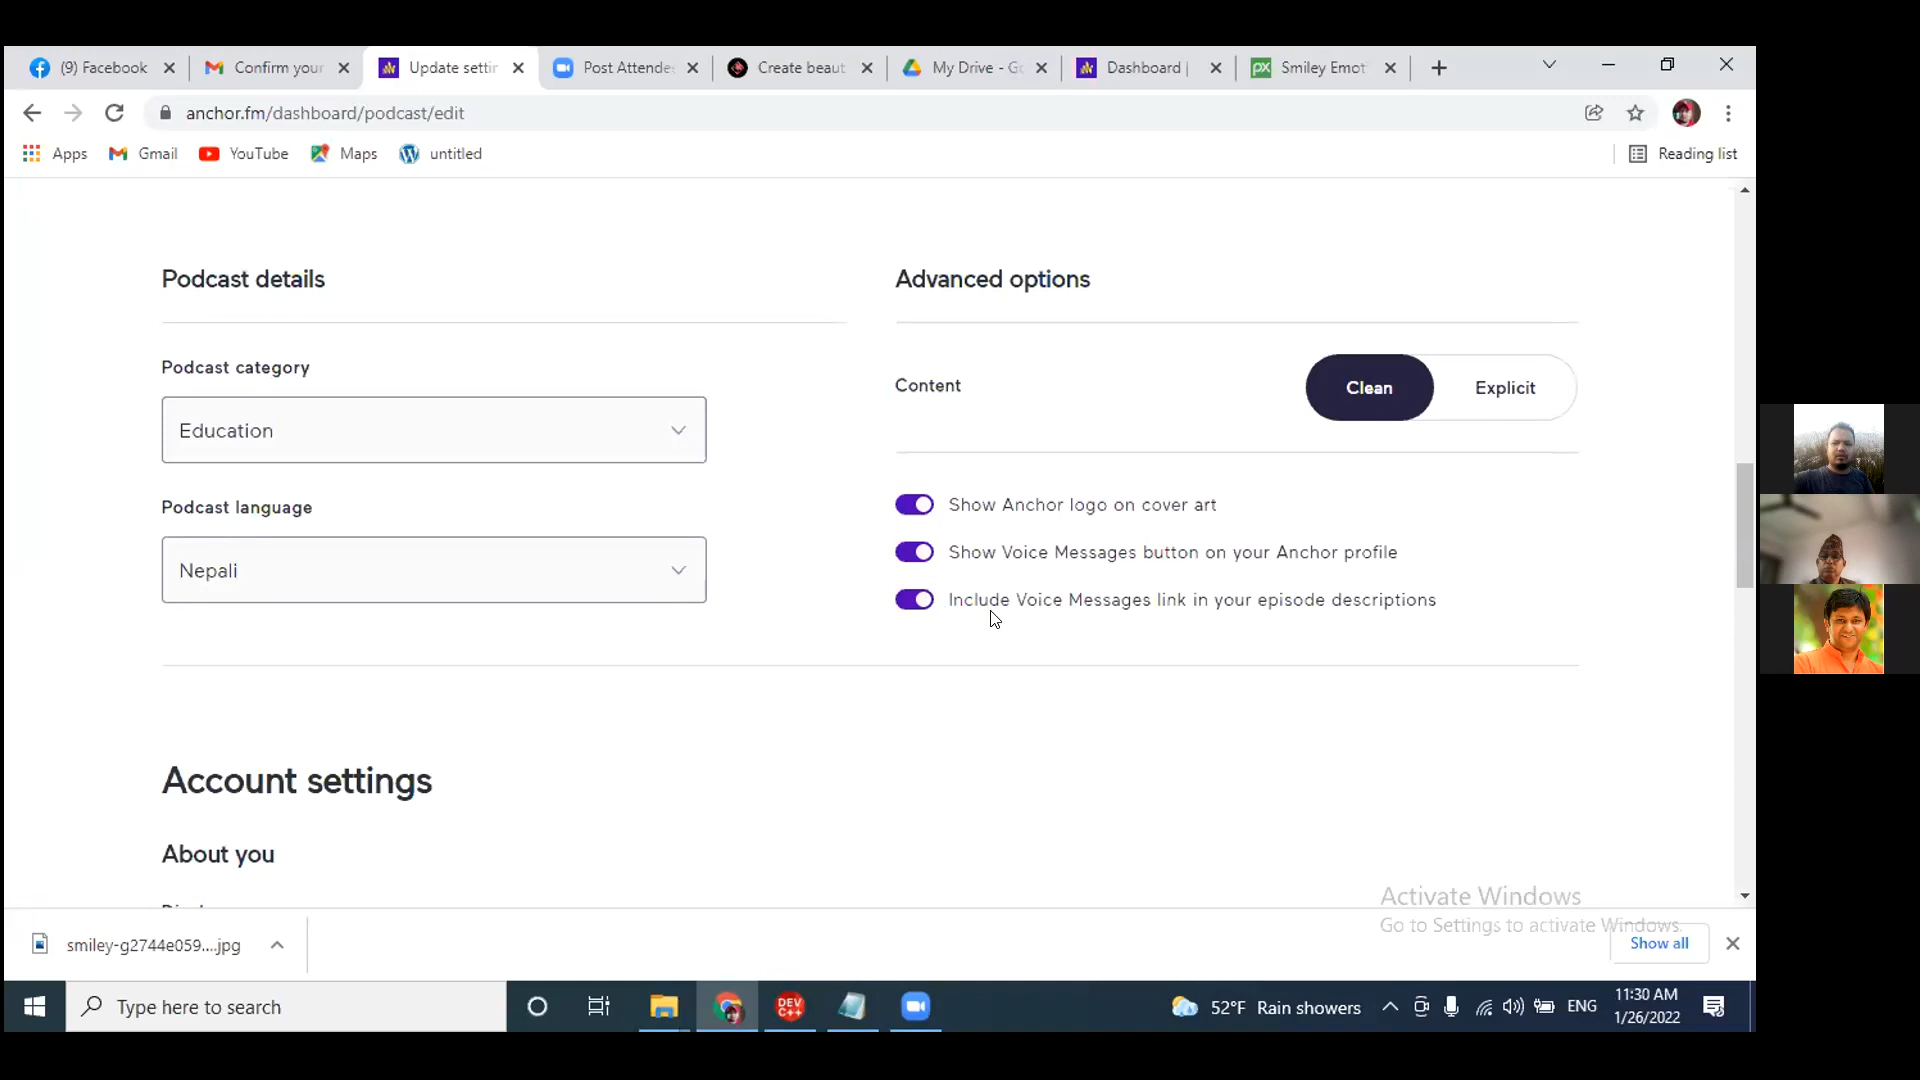 (9) Facebook
Confirm your
Update settin
Post Attende
Create beaut
My Drive - Go
Dashboard |
Smiley Emot
anchor.fm/dashboard/podcast/edit
Apps
Gmail
YouTube
Maps
untitled
Reading list
Podcast details
Advanced options
Podcast category
Education
Content
Clean
Explicit
Podcast language
Nepali
Show Anchor logo on cover art
Show Voice Messages button on your Anchor profile
Include Voice Messages link in your episode descriptions
Account settings
About you
Activate Windows
Go to Settings to activate Windows.
smiley-g2744e059....jpg
Show all
Type here to search
DEV
C++
52°F Rain showers
ENG
11:30 AM
1/26/2022